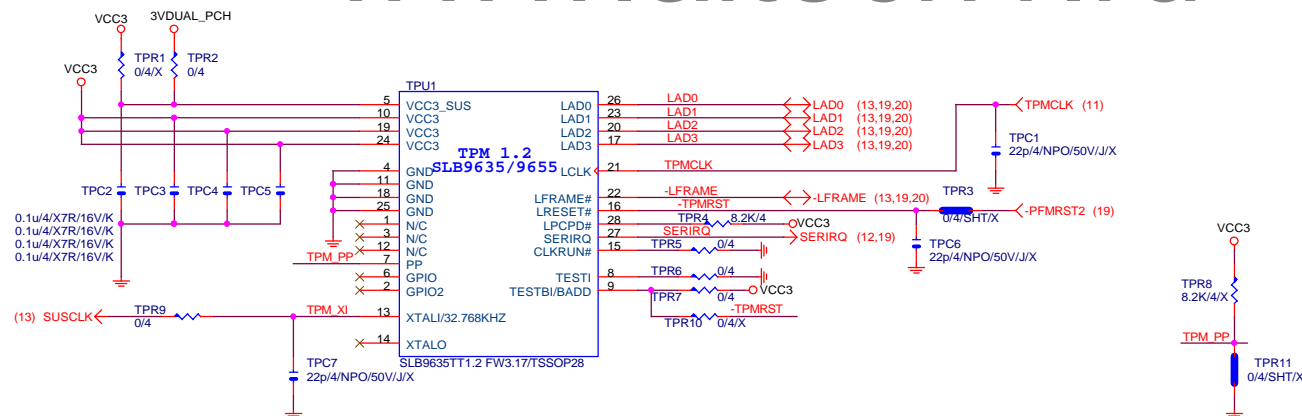 VCC3
3VDUAL_PCH
TPR1
0/4/X
TPR2
0/4
VCC3
TPU1
5 VCC3_SUS
10 VCC3
19 VCC3
24 VCC3
4 GND
11 GND
18 GND
25 GND
1 N/C
3 N/C
12 N/C
TPM_PP 7 PP
6 GPIO
2 GPIO2
13 XTALI/32.768KHZ
14 XTALO
TPM 1.2
SLB9635/9655
LAD0 26 LAD0 LAD0 (13,19,20)
LAD1 23 LAD1 LAD1 (13,19,20)
LAD2 20 LAD2 LAD2 (13,19,20)
LAD3 17 LAD3 LAD3 (13,19,20)
LCLK 21 TPMCLK
TPMCLK (11)
TPC1
22p/4/NPO/50V/J/X
LFRAME# 22 -LFRAME -LFRAME (13,19,20)
LRESET# 16 -TPMRST
TPR3
0/4/SHT/X
-PFMRST2 (19)
LPCPD# 28 TPR4 8.2K/4 VCC3
SERIRQ 27 SERIRQ SERIRQ (12,19)
CLKRUN# 15 TPR5 0/4
TPC6
22p/4/NPO/50V/J/X
TESTI 8 TPR6 0/4
TESTBI/BADD 9 TPR7 0/4 VCC3
TPR10 0/4/X -TPMRST
TPC2
TPC3
TPC4
TPC5
0.1u/4/X7R/16V/K
0.1u/4/X7R/16V/K
0.1u/4/X7R/16V/K
0.1u/4/X7R/16V/K
(13) SUSCLK
TPR9
0/4
TPM_XI
TPC7
22p/4/NPO/50V/J/X
SLB9635TT1.2 FW3.17/TSSOP28
VCC3
TPR8
8.2K/4/X
TPM_PP
TPR11
0/4/SHT/X